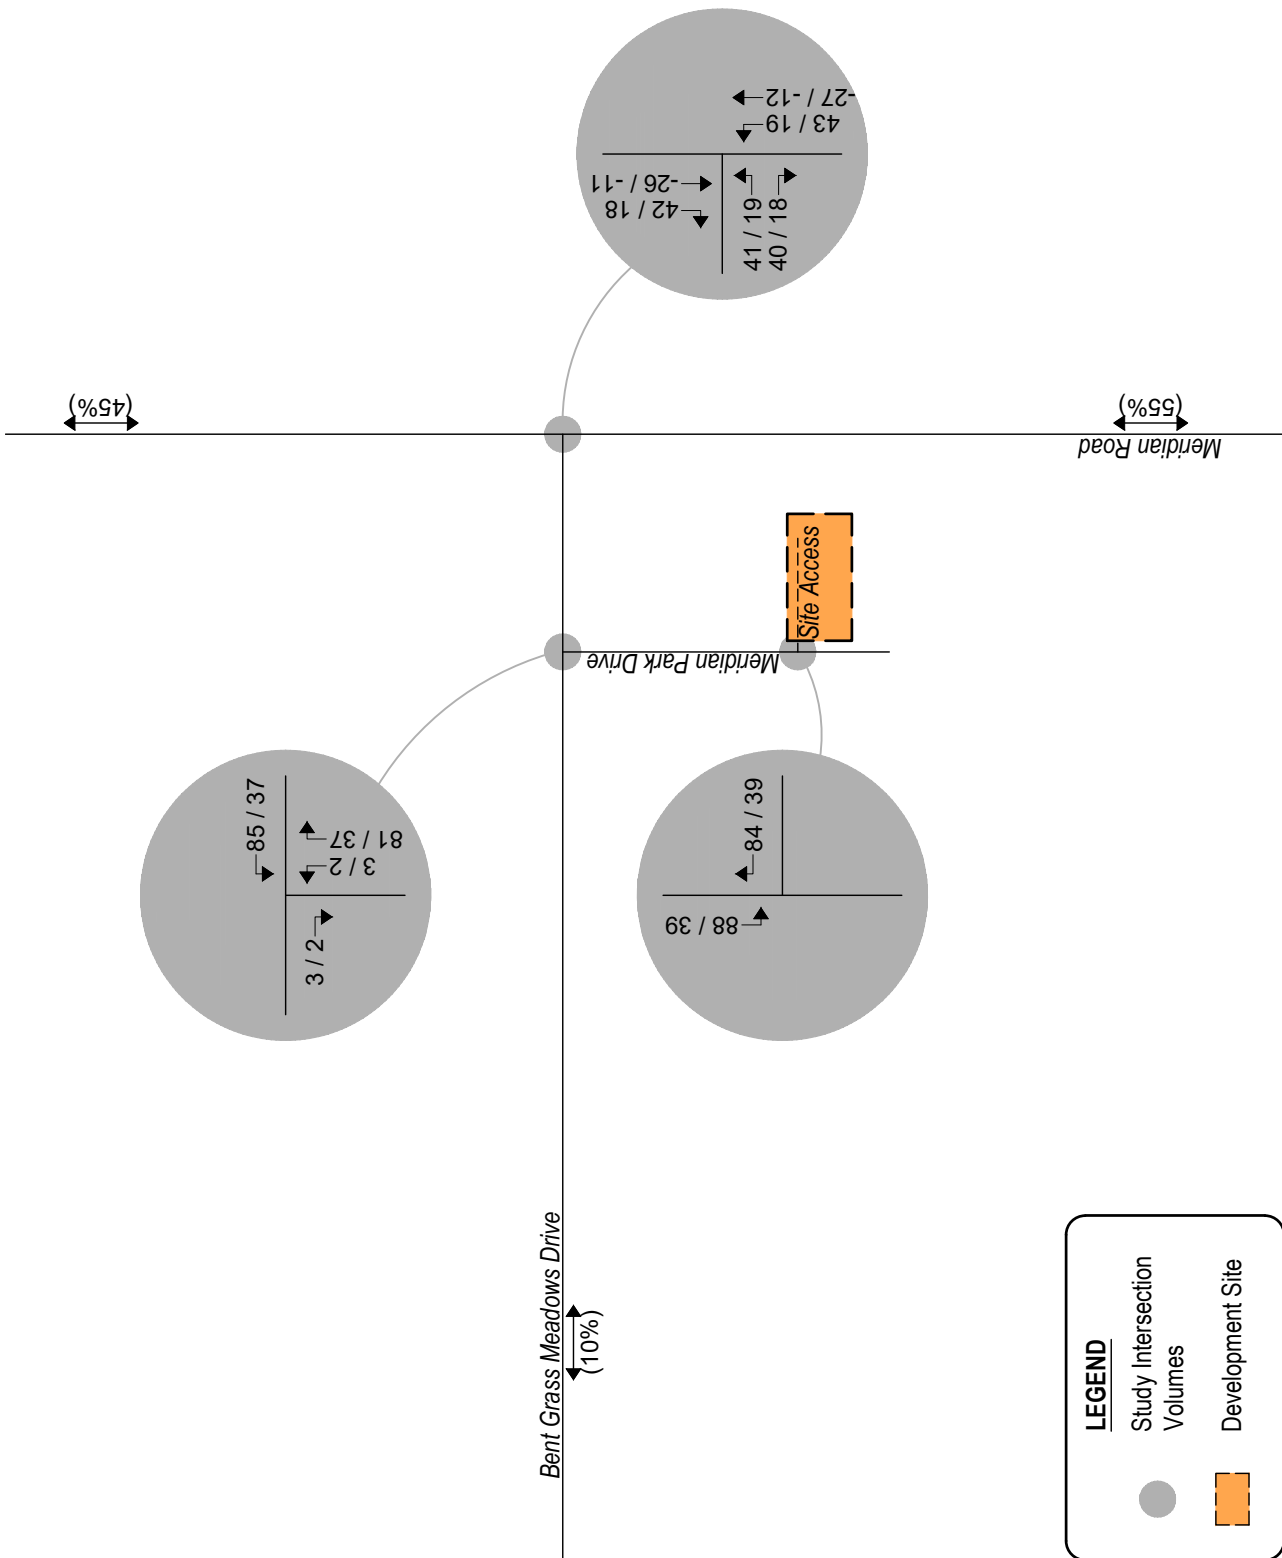 -27 / -12
43 / 19
-26 / -11
42 / 18
41 / 19
40 / 18
(45%)
(55%)
Meridian Road
Site Access
Meridian Park Drive
85 / 37
81 / 37
3 / 2
3 / 2
84 / 39
88 / 39
Bent Grass Meadows Drive
(10%)
LEGEND
Study Intersection
Volumes
Development Site